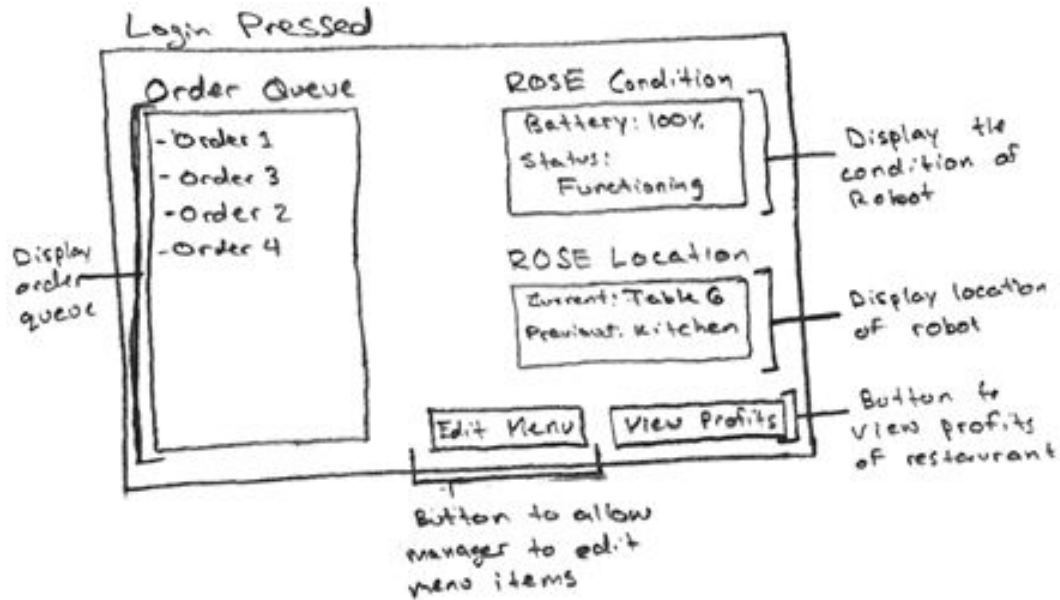 Login Pressed
Order Queue
- Order 1
- Order 3
- Order 2
- Order 4
Display
order
queue
ROSE Condition
Battery: 100%
Status:
Functioning
Display the
condition of
Robot
ROSE Location
Current: Table 6
Previous: Kitchen
Display location
of robot
Edit Menu
View Profits
Button to
view profits
of restaurant
Button to allow
manager to edit
menu items